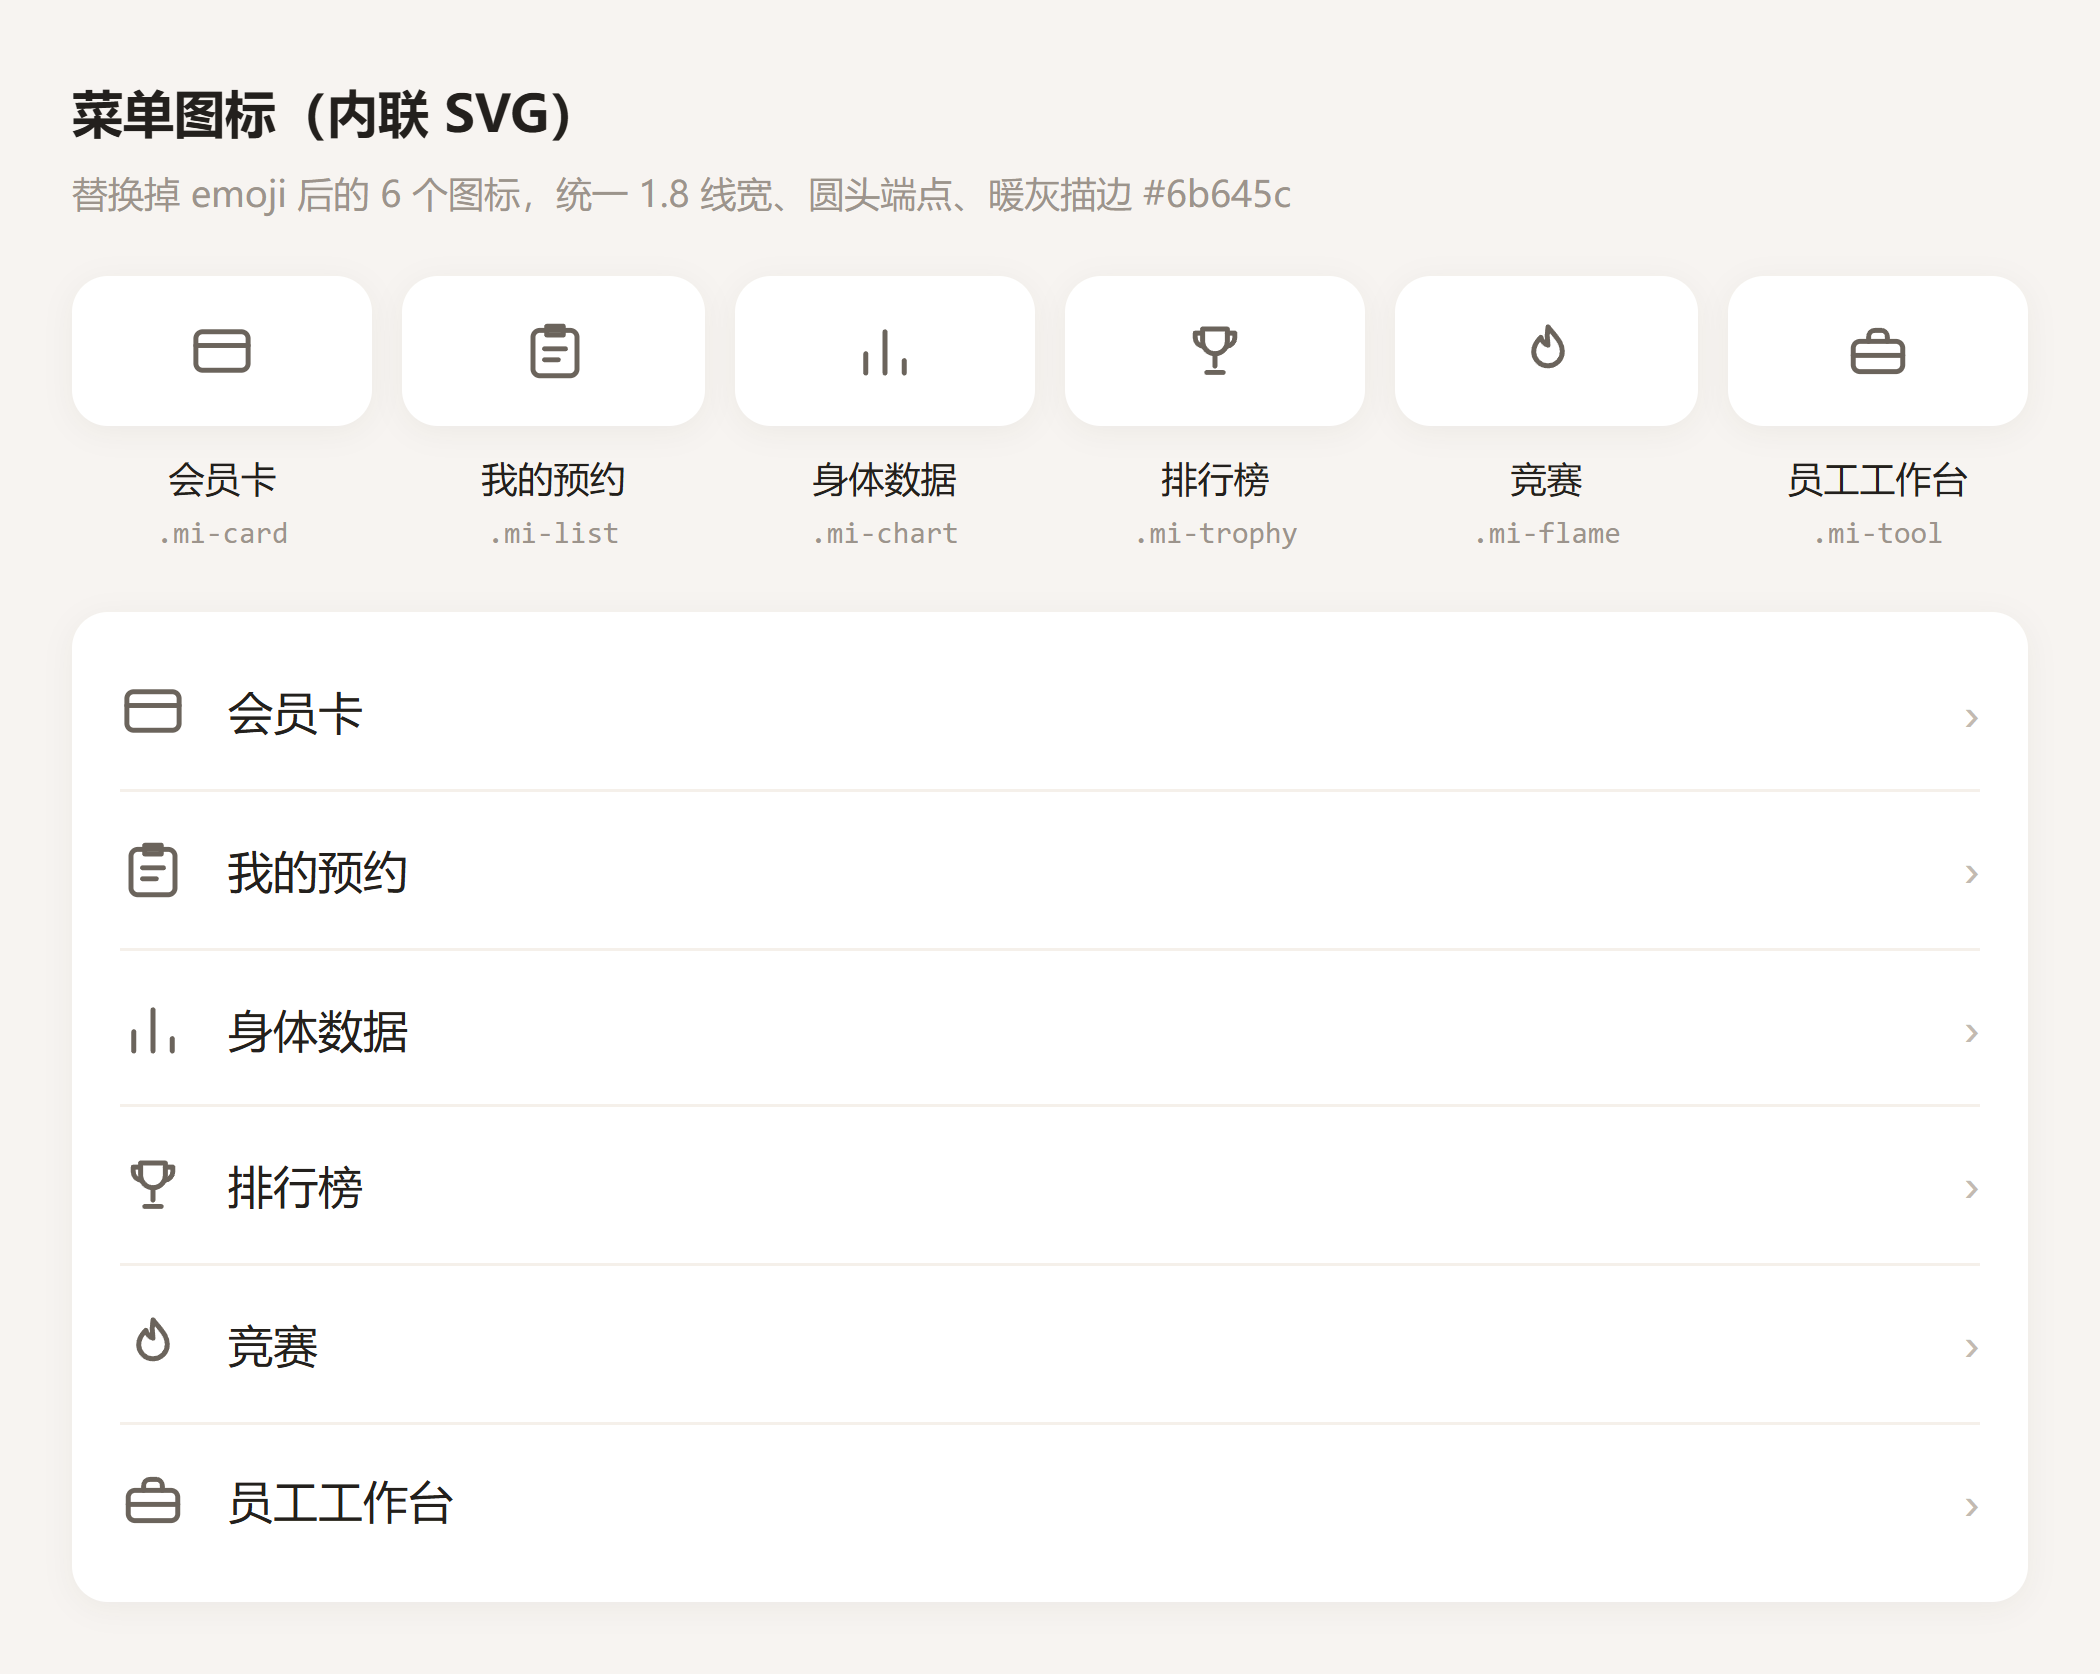 菜单图标（内联 SVG）
替换掉 emoji 后的 6 个图标，统一 1.8 线宽、圆头端点、暖灰描边 #6b645c
会员卡
.mi-card
我的预约
.mi-list
身体数据
.mi-chart
排行榜
.mi-trophy
竞赛
.mi-flame
员工工作台
.mi-tool
会员卡 ›
我的预约 ›
身体数据 ›
排行榜 ›
竞赛 ›
员工工作台 ›